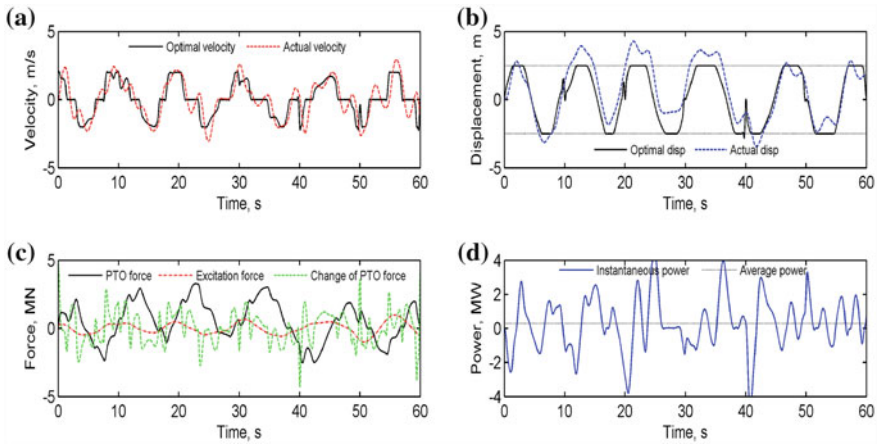 (a)
Optimal velocity
Actual velocity
Velocity, m/s
5
0
-5
0 10 20 30 40 50 60
Time, s
(b)
Optimal disp
Actual disp
Displacement, m
5
0
-5
0 10 20 30 40 50 60
Time, s
(c)
PTO force
Excitation force
Change of PTO force
Force, MN
5
0
-5
0 10 20 30 40 50 60
Time, s
(d)
Instantaneous power
Average power
Power, MW
4
2
0
-2
-4
0 10 20 30 40 50 60
Time, s